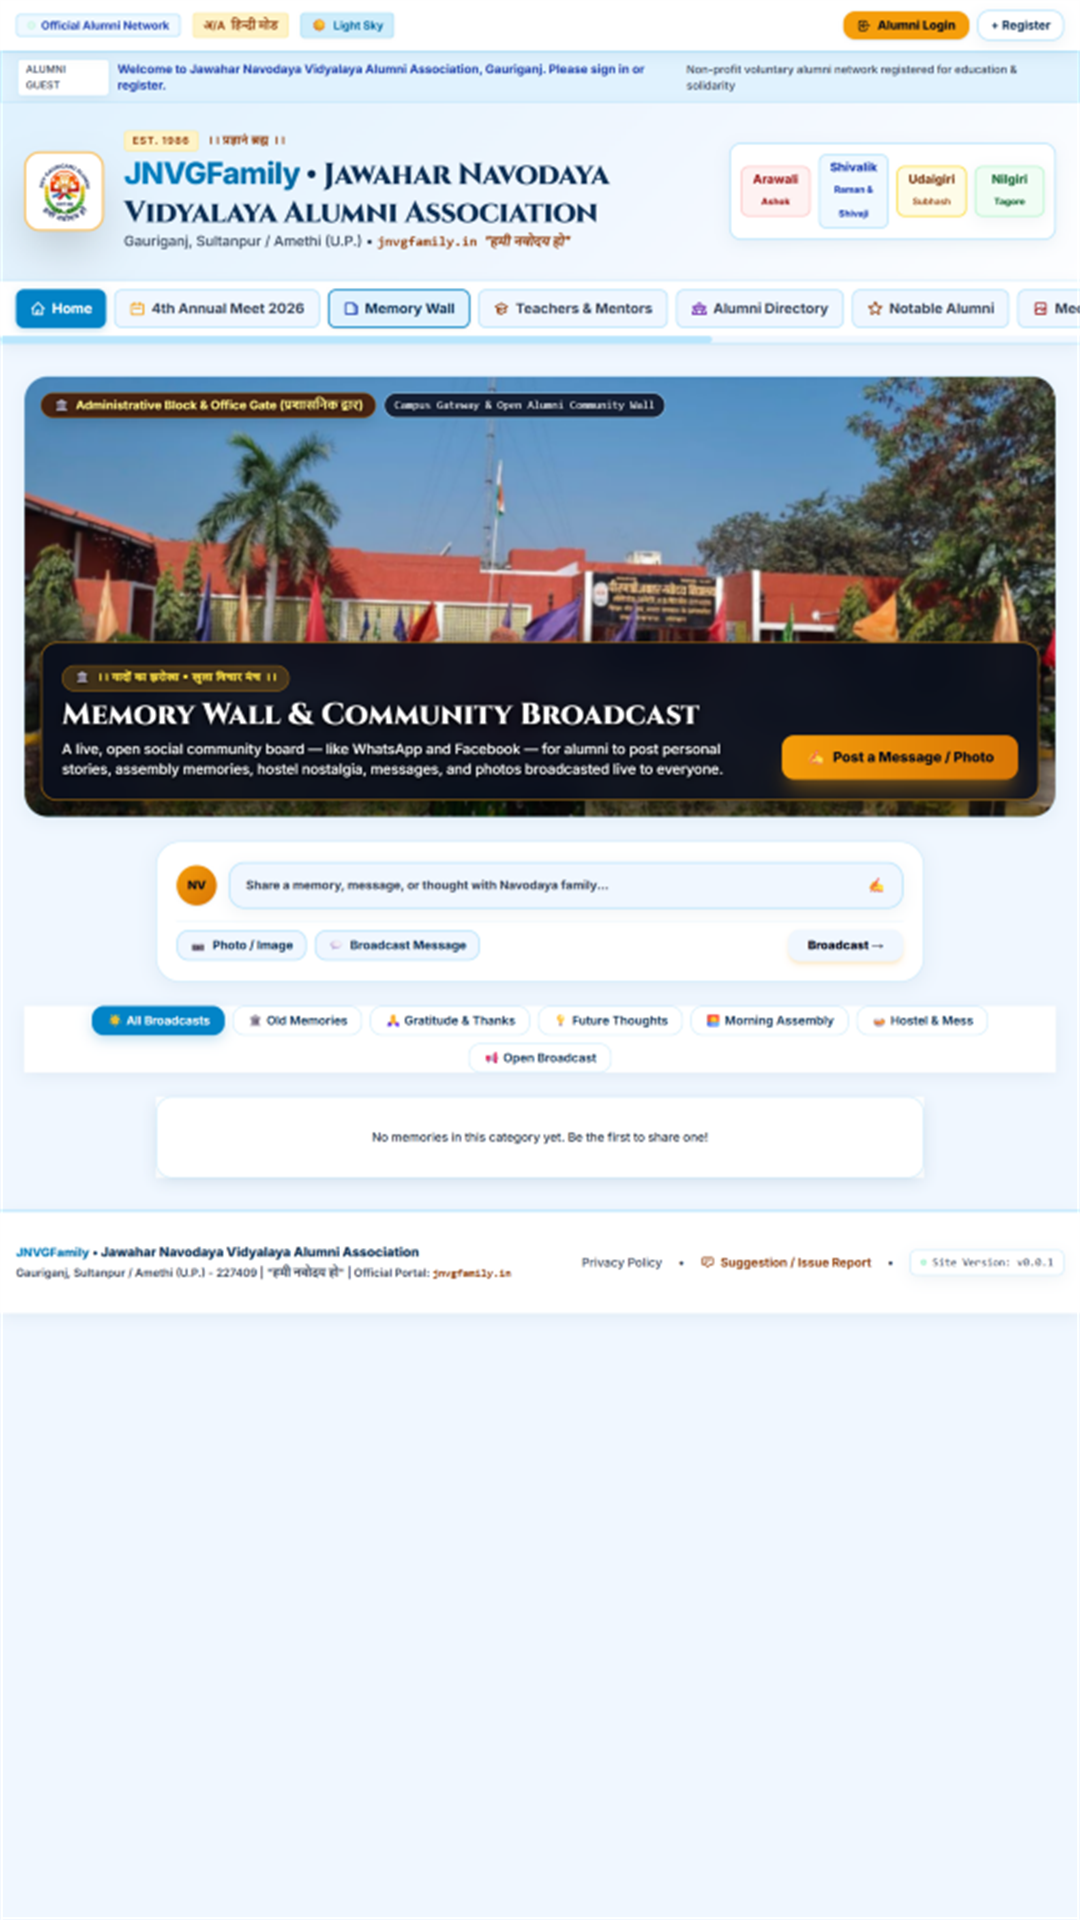 Official Alumni Network
अ/A हिन्दी मोड
Light Sky
Alumni Login
+ Register
ALUMNI GUEST
Welcome to Jawahar Navodaya Vidyalaya Alumni Association, Gauriganj. Please sign in or
register.
Non-profit voluntary alumni network registered for education &
solidarity
EST. 1986
।। प्रज्ञानं ब्रह्म ।।
JNVGFamily • Jawahar Navodaya
Vidyalaya Alumni Association
Gauriganj, Sultanpur / Amethi (U.P.) • jnvgfamily.in "हमीं नवोदय हो"
Arawali
Ashok
Shivalik
Raman &
Shivaji
Udaigiri
Subhash
Nilgiri
Tagore
Home
4th Annual Meet 2026
Memory Wall
Teachers & Mentors
Alumni Directory
Notable Alumni
Med
Administrative Block & Office Gate (प्रशासनिक द्वार)
Campus Gateway & Open Alumni Community Wall
।। यादों का झरोखा • खुला विचार मंच ।।
Memory Wall & Community Broadcast
A live, open social community board — like WhatsApp and Facebook — for alumni to post personal
stories, assembly memories, hostel nostalgia, messages, and photos broadcasted live to everyone.
Post a Message / Photo
NV
Share a memory, message, or thought with Navodaya family...
Photo / Image
Broadcast Message
Broadcast →
All Broadcasts
Old Memories
Gratitude & Thanks
Future Thoughts
Morning Assembly
Hostel & Mess
Open Broadcast
No memories in this category yet. Be the first to share one!
JNVGFamily • Jawahar Navodaya Vidyalaya Alumni Association
Gauriganj, Sultanpur / Amethi (U.P.) - 227409 | "हमीं नवोदय हो" | Official Portal: jnvgfamily.in
Privacy Policy
•
Suggestion / Issue Report
•
Site Version: v0.0.1